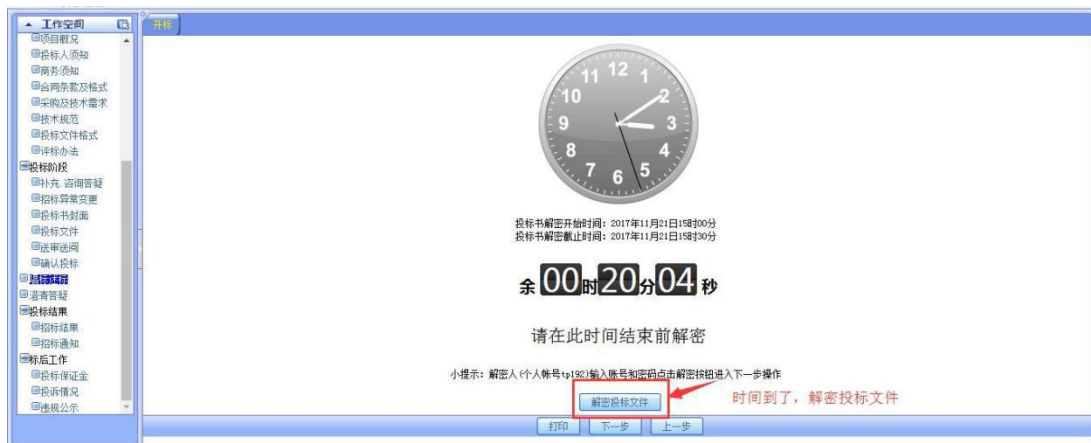 工作空间
项目概况
投标人须知
商务须知
合同条款及格式
采购及技术需求
技术规范
投标文件格式
评标办法
投标阶段
补充.咨询答疑
招标异常变更
投标书封面
投标文件
送审送阅
确认投标
澄清答疑
投标结果
招标结果
招标通知
标后工作
投标保证金
投诉情况
违规公示
开标
12
1
2
3
4
5
6
7
8
9
10
11
投标书解密开始时间：2017年11月21日15时00分
投标书解密截止时间：2017年11月21日15时30分
余 00 时 20 分 04 秒
请在此时间结束前解密
小提示：解密人(个人帐号tp192)输入账号和密码点击解密按钮进入下一步操作
解密投标文件
时间到了，解密投标文件
打印 下一步 上一步